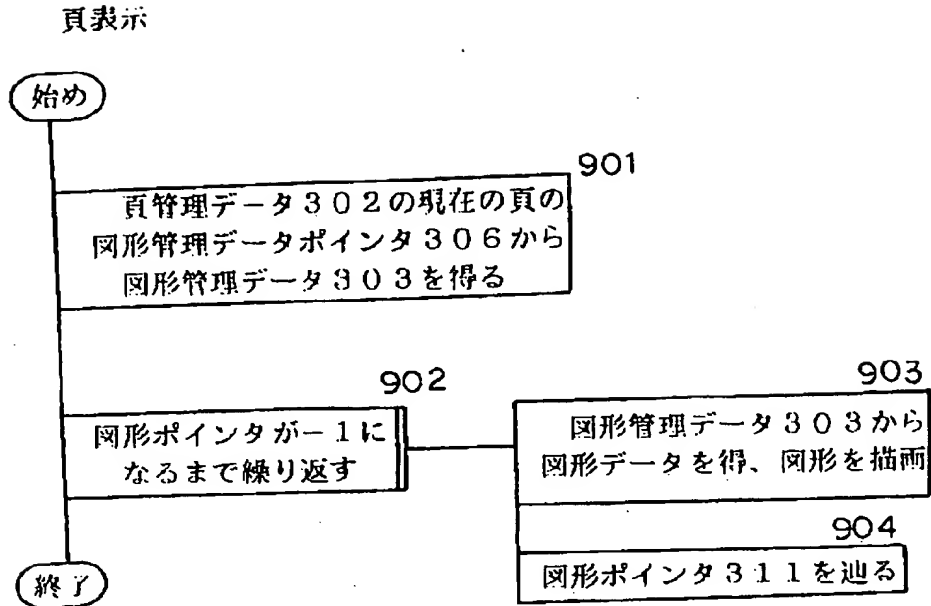 頁表示
始め
901
頁管理データ302の現在の頁の
図形管理データポインタ306から
図形管理データ303を得る
902
図形ポインタが-1に
なるまで繰り返す
903
図形管理データ303から
図形データを得、図形を描画
904
図形ポインタ311を辿る
終了